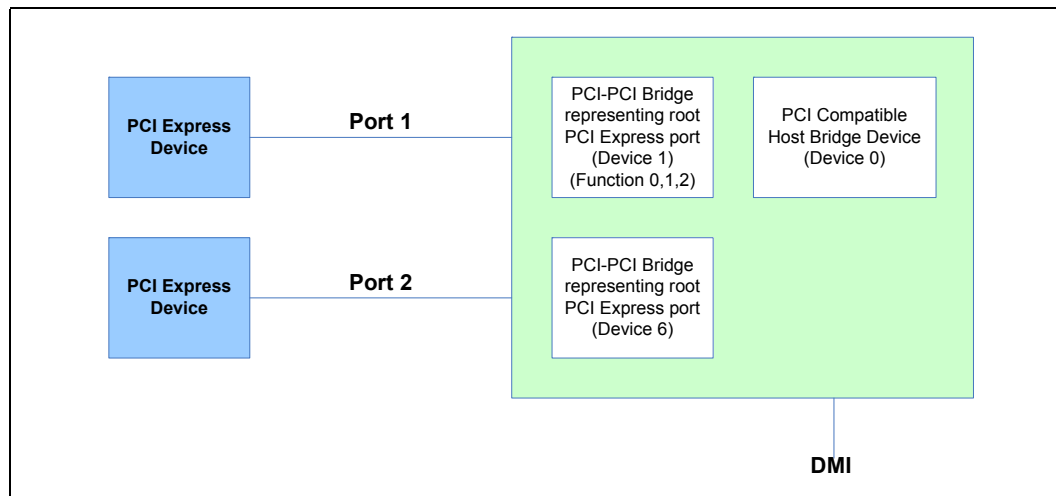 PCI Express
Device
Port 1
PCI-PCI Bridge
representing root
PCI Express port
(Device 1)
(Function 0,1,2)
PCI Compatible
Host Bridge Device
(Device 0)
PCI Express
Device
Port 2
PCI-PCI Bridge
representing root
PCI Express port
(Device 6)
DMI